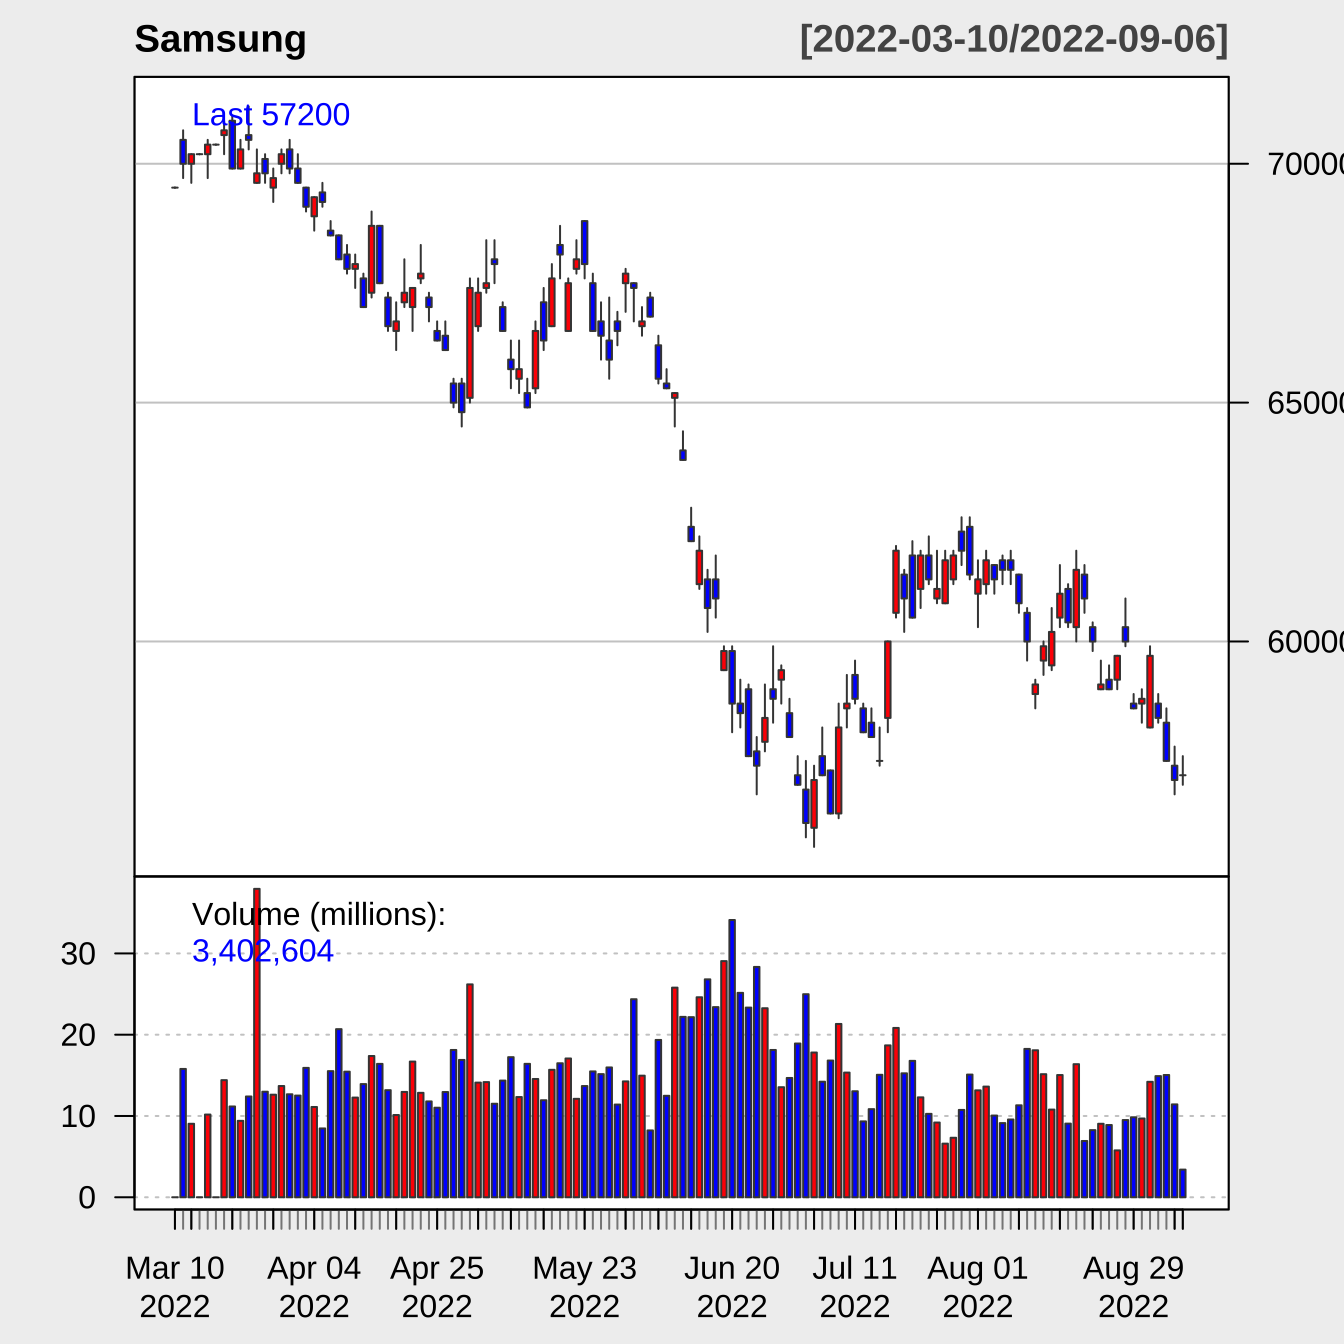 Samsung
[2022-03-10/2022-09-06]
Last 57200
70000
65000
60000
Volume (millions):
3,402,604
30
20
10
0
Mar 10 2022
Apr 04 2022
Apr 25 2022
May 23 2022
Jun 20 2022
Jul 11 2022
Aug 01 2022
Aug 29 2022